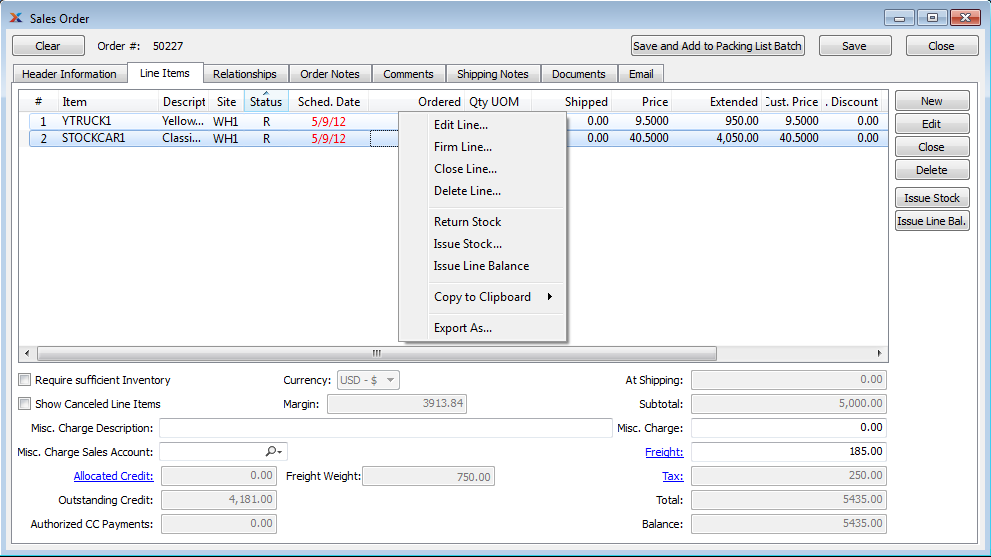 Sales Order
Clear Order #: 50227 Save and Add to Packing List Batch Save Close
Header Information Line Items Relationships Order Notes Comments Shipping Notes Documents Email
# Item Descript Site Status Sched. Date Ordered Qty UOM Shipped Price Extended Cust. Price . Discount
1 YTRUCK1 Yellow... WH1 R 5/9/12 0.00 9.5000 950.00 9.5000 0.00
2 STOCKCAR1 Classi... WH1 R 5/9/12 0.00 40.5000 4,050.00 40.5000 0.00
Edit Line...
Firm Line...
Close Line...
Delete Line...
Return Stock
Issue Stock...
Issue Line Balance
Copy to Clipboard
Export As...
New
Edit
Close
Delete
Issue Stock
Issue Line Bal.
Require sufficient Inventory Currency: USD - $ At Shipping: 0.00
Show Canceled Line Items Margin: 3913.84 Subtotal: 5,000.00
Misc. Charge Description: Misc. Charge: 0.00
Misc. Charge Sales Account: Freight: 185.00
Allocated Credit: 0.00 Freight Weight: 750.00 Tax: 250.00
Outstanding Credit: 4,181.00 Total: 5435.00
Authorized CC Payments: 0.00 Balance: 5435.00